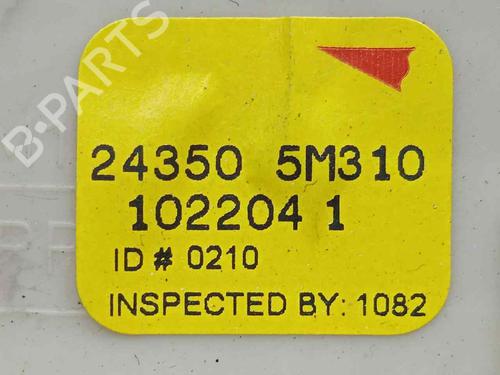 B-PARTS
24350 5M310
102204 1
ID # 0210
INSPECTED BY: 1082